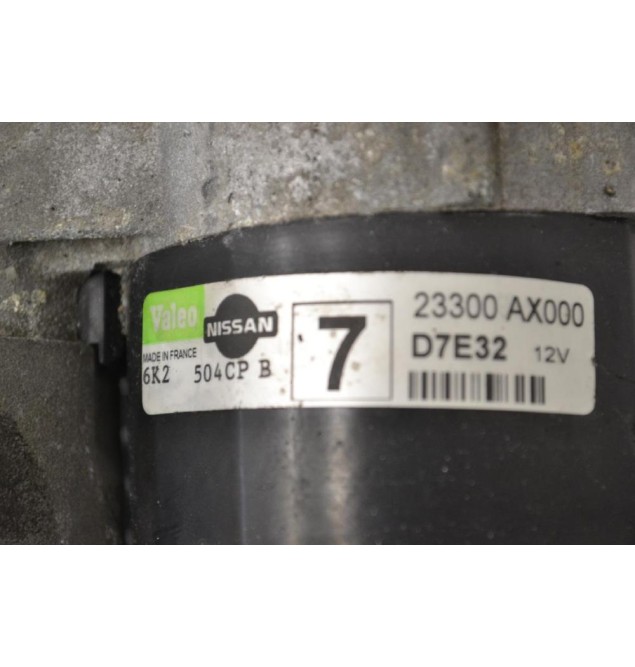 Valeo
NISSAN
MADE IN FRANCE
6K2 504CP B
7
23300 AX000
D7E32 12V